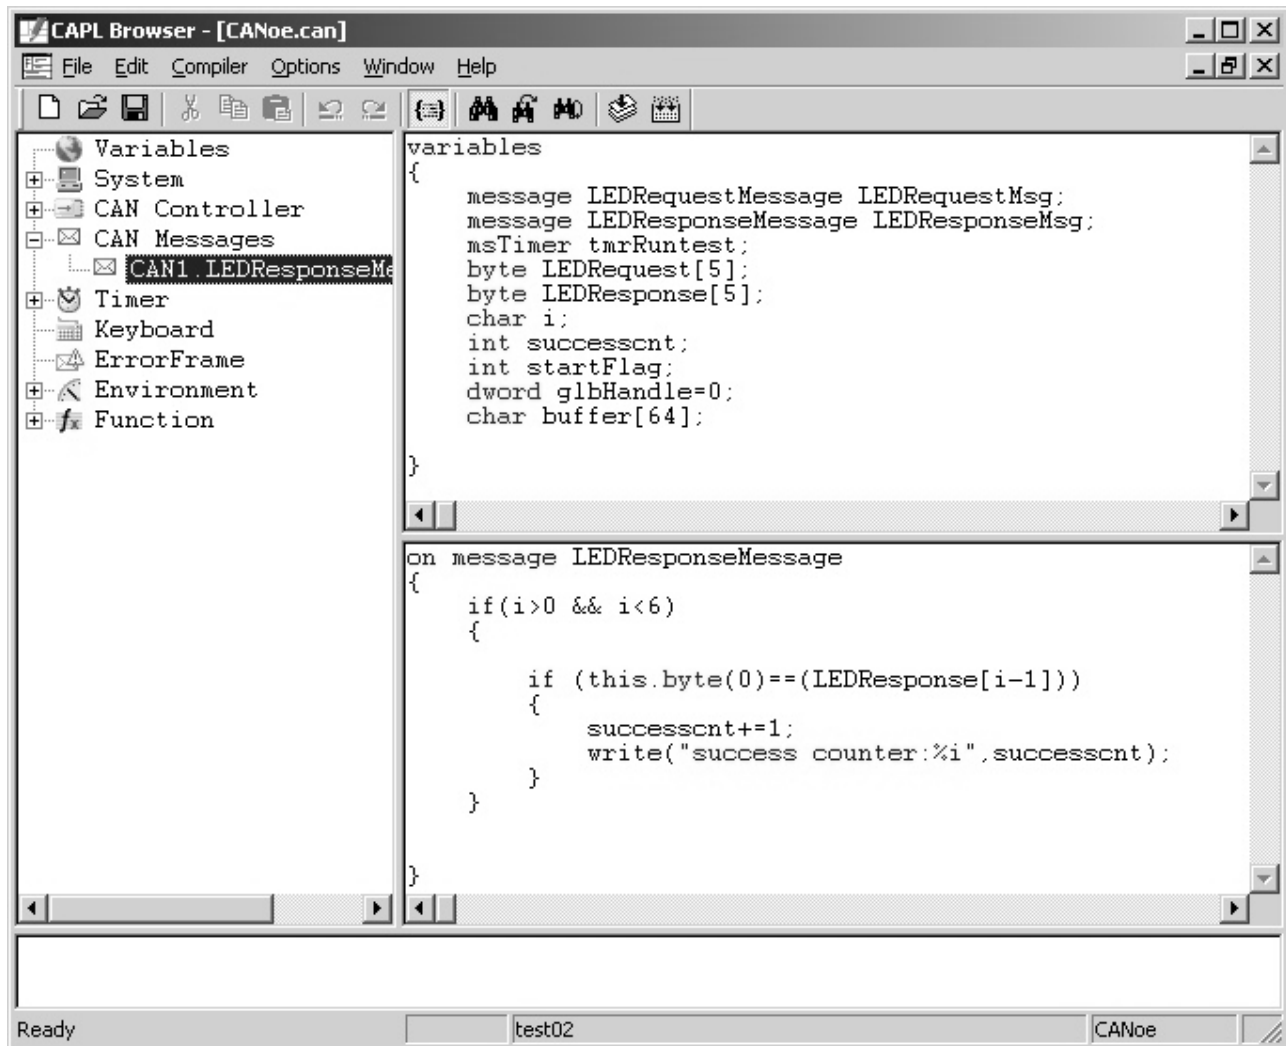 CAPL Browser - [CANoe.can]
File Edit Compiler Options Window Help
Variables
System
CAN Controller
CAN Messages
CAN1.LEDResponseMe
Timer
Keyboard
ErrorFrame
Environment
Function
variables
{
message LEDRequestMessage LEDRequestMsg;
message LEDResponseMessage LEDResponseMsg;
msTimer tmrRuntest;
byte LEDRequest[5];
byte LEDResponse[5];
char i;
int successcnt;
int startFlag;
dword glbHandle=0;
char buffer[64];
}
on message LEDResponseMessage
{
if(i>0 && i<6)
{
if (this.byte(0)==(LEDResponse[i-1]))
{
successcnt+=1;
write("success counter:%i",successcnt);
}
}
}
Ready test02 CANoe